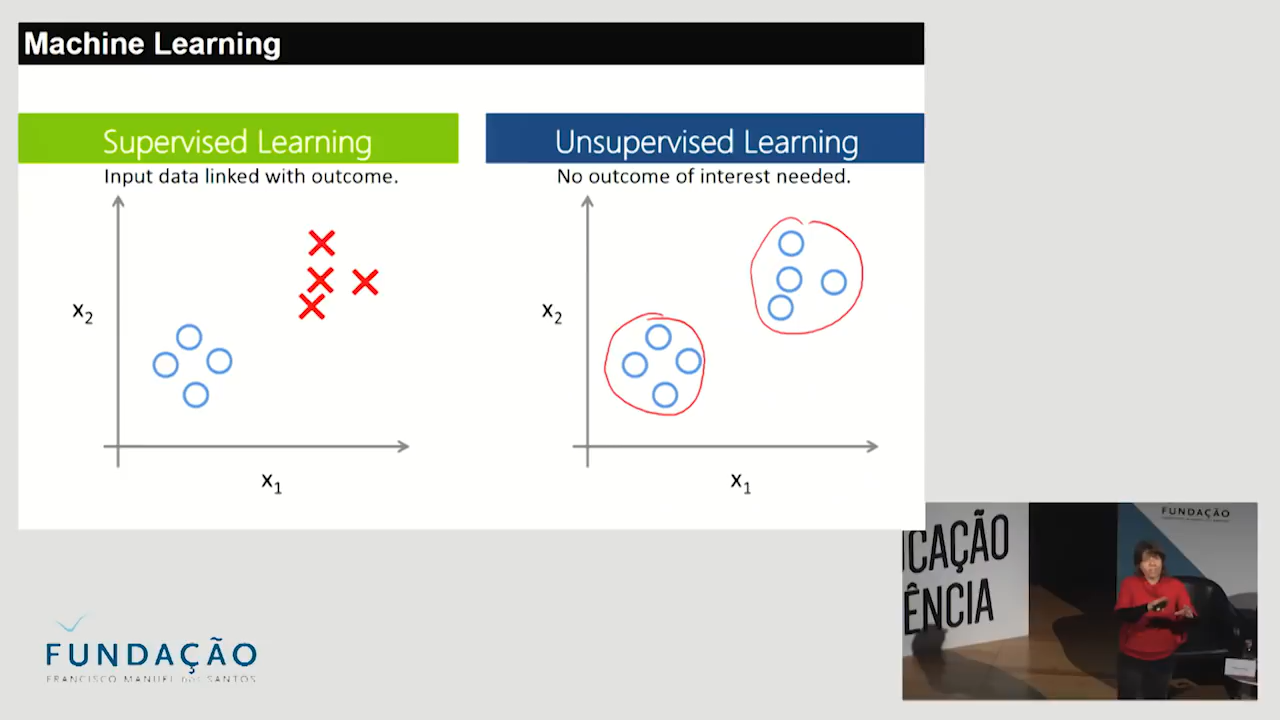 Machine Learning
Supervised Learning
Input data linked with outcome.
x2
x1
Unsupervised Learning
No outcome of interest needed.
x2
x1
FUNDAÇÃO
FRANCISCO MANUEL DOS SANTOS
FUNDAÇÃO
ICAÇÃO
ÊNCIA